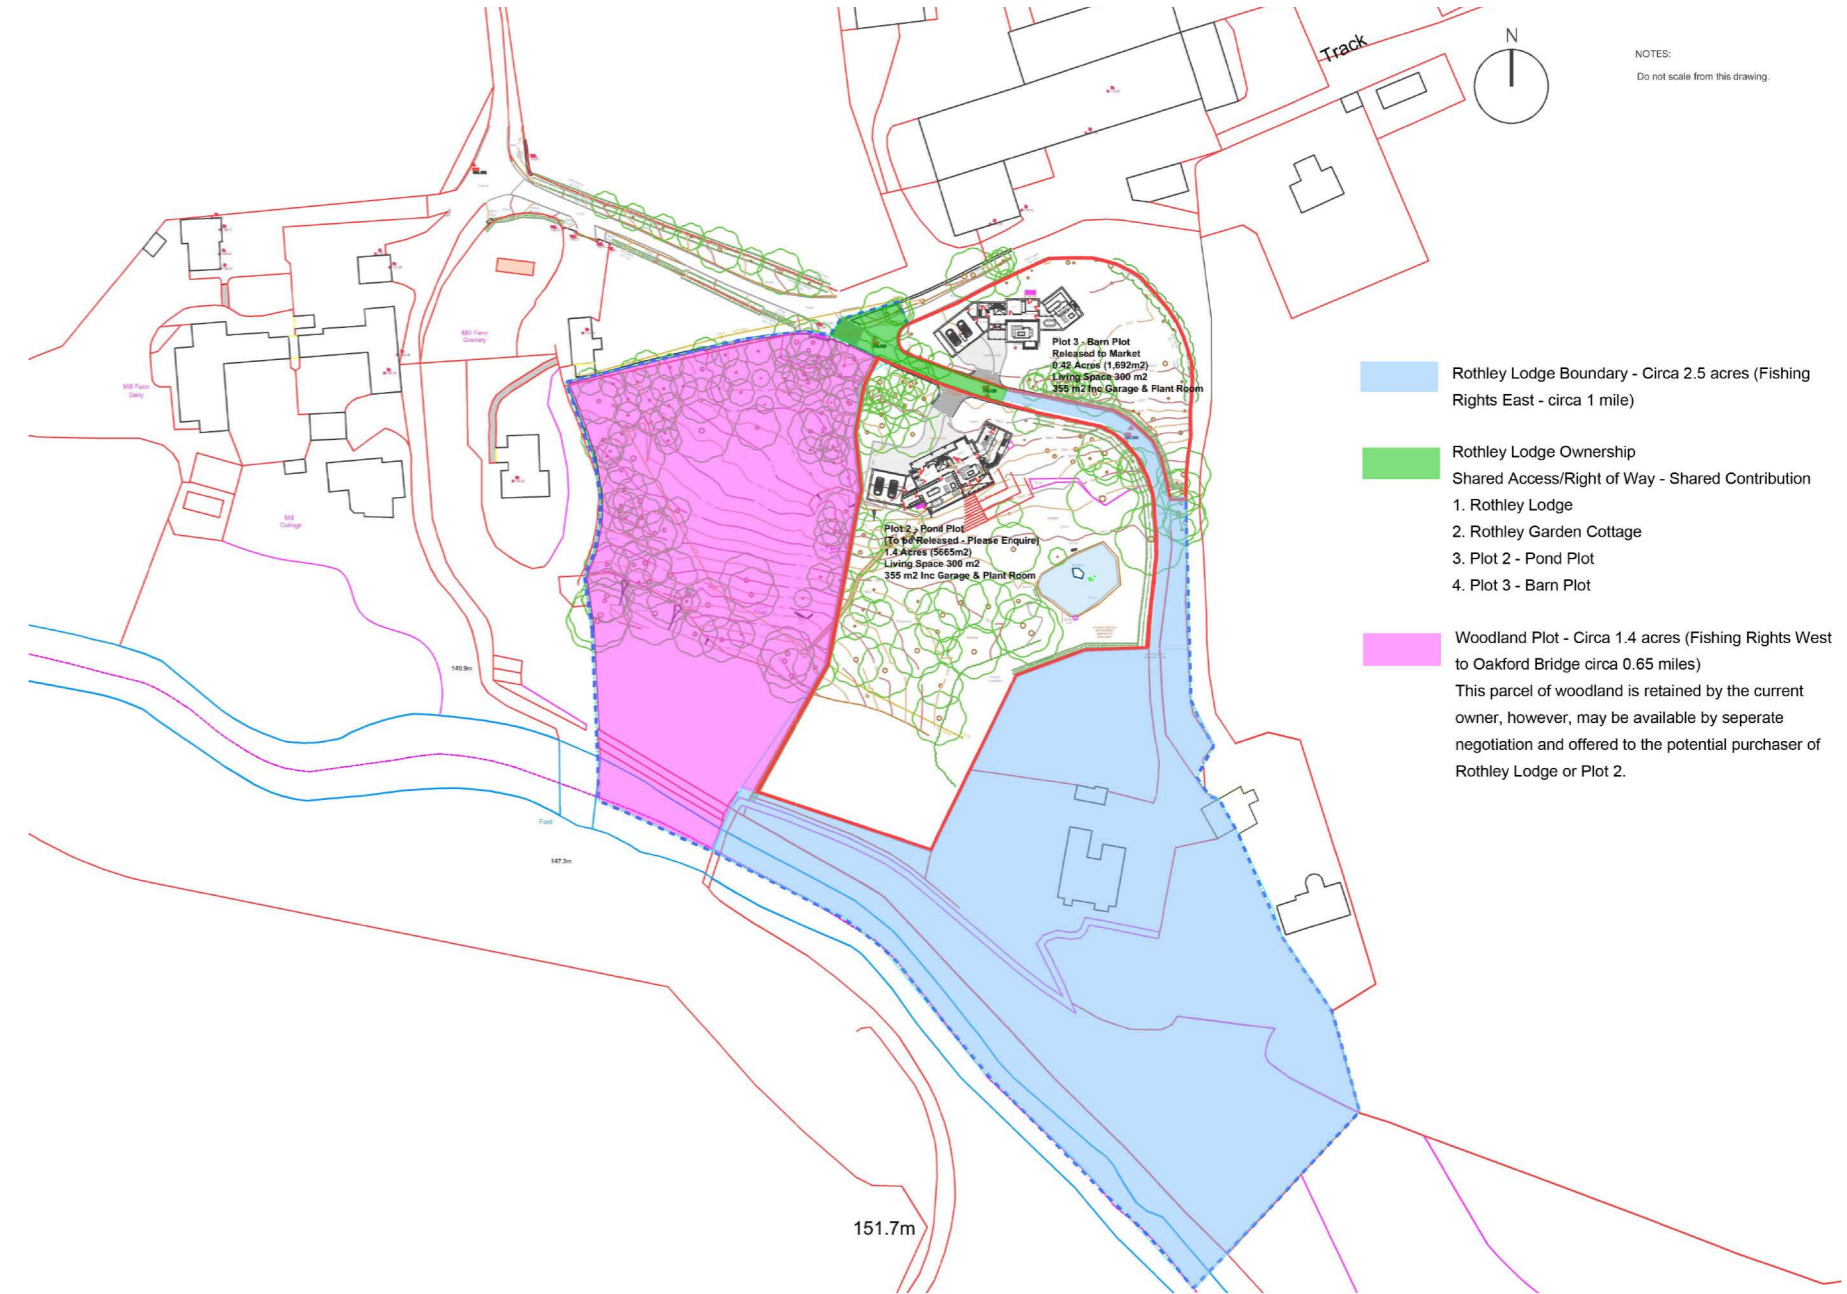 Track
N
NOTES:
Do not scale from this drawing.
Mill Farm
Granary
Mill Farm
Dairy
Mill
Cottage
Plot 3 - Barn Plot
Released to Market
0.42 Acres (1,692m2)
Living Space 300 m2
355 m2 Inc Garage & Plant Room
Plot 2 - Pond Plot
(To be Released - Please Enquire)
1.4 Acres (5665m2)
Living Space 300 m2
355 m2 Inc Garage & Plant Room
149.9m
Ford
147.3m
151.7m
Rothley Lodge Boundary - Circa 2.5 acres (Fishing
Rights East - circa 1 mile)
Rothley Lodge Ownership
Shared Access/Right of Way - Shared Contribution
1. Rothley Lodge
2. Rothley Garden Cottage
3. Plot 2 - Pond Plot
4. Plot 3 - Barn Plot
Woodland Plot - Circa 1.4 acres (Fishing Rights West
to Oakford Bridge circa 0.65 miles)
This parcel of woodland is retained by the current
owner, however, may be available by seperate
negotiation and offered to the potential purchaser of
Rothley Lodge or Plot 2.